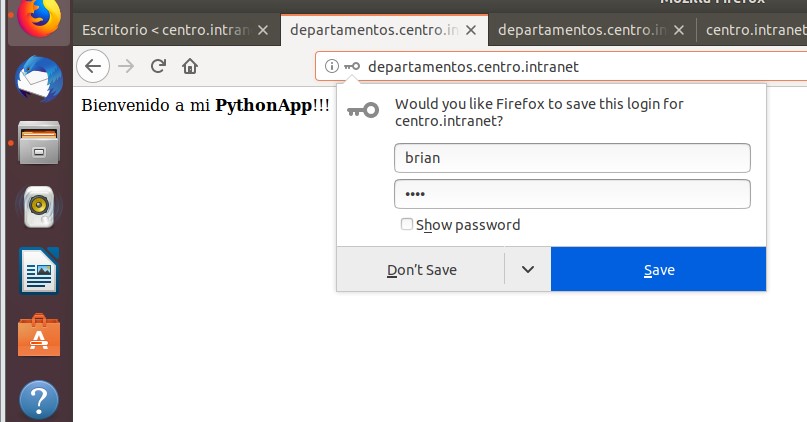 Mozilla Firefox
Escritorio < centro.intran
departamentos.centro.in
departamentos.centro.in
centro.intranet
departamentos.centro.intranet
Bienvenido a mi PythonApp!!!
Would you like Firefox to save this login for
centro.intranet?
brian
Show password
Don't Save
Save